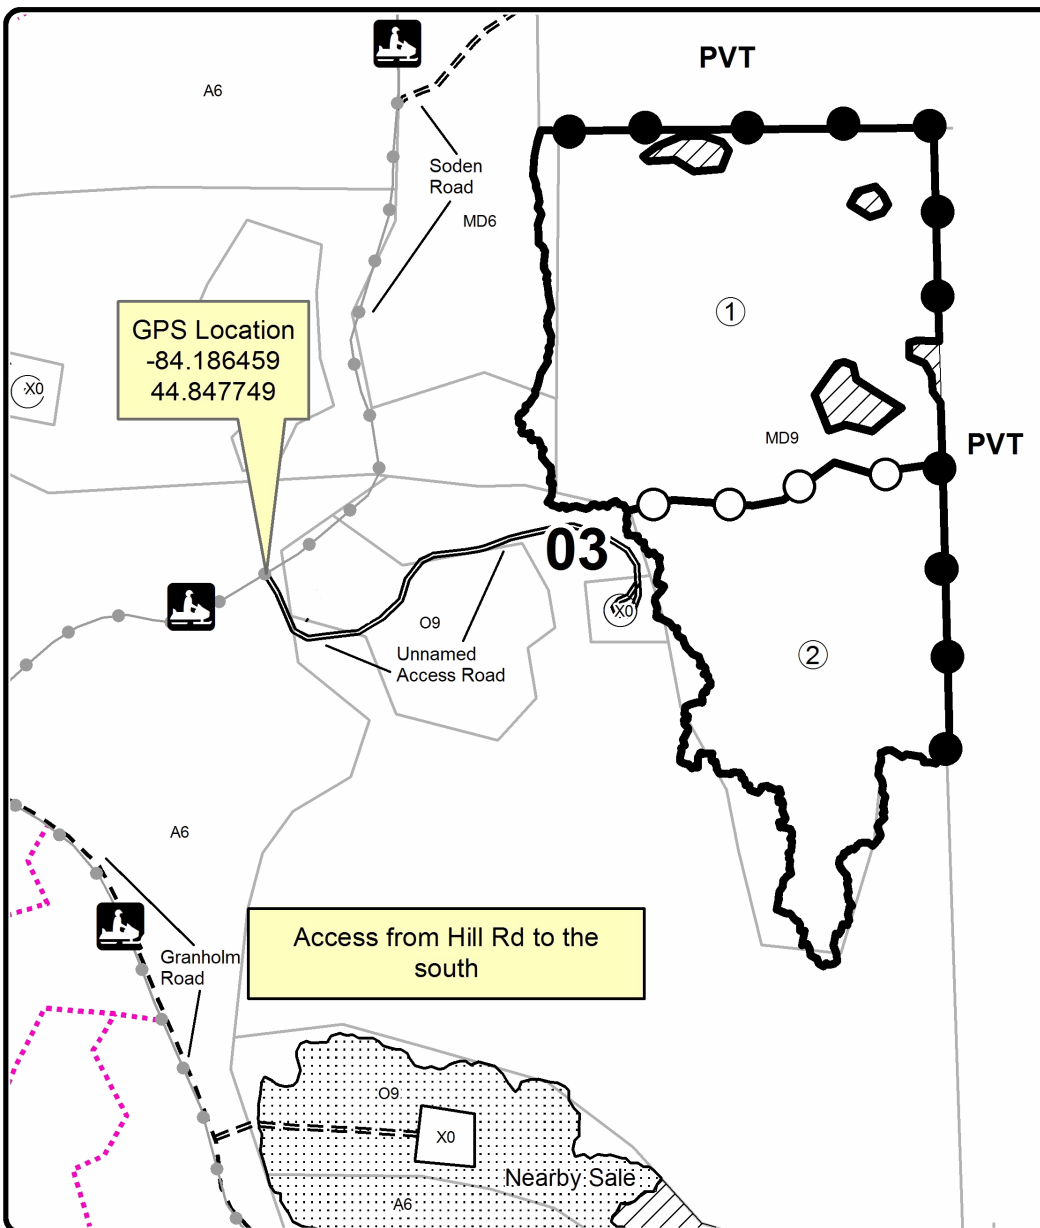 PVT
A6
Soden
Road
MD6
GPS Location
-84.186459
44.847749
1
X0
MD9
PVT
03
X0
O9
2
Unnamed
Access Road
A6
Access from Hill Rd to the
south
Granholm
Road
O9
X0
Nearby Sale
A6